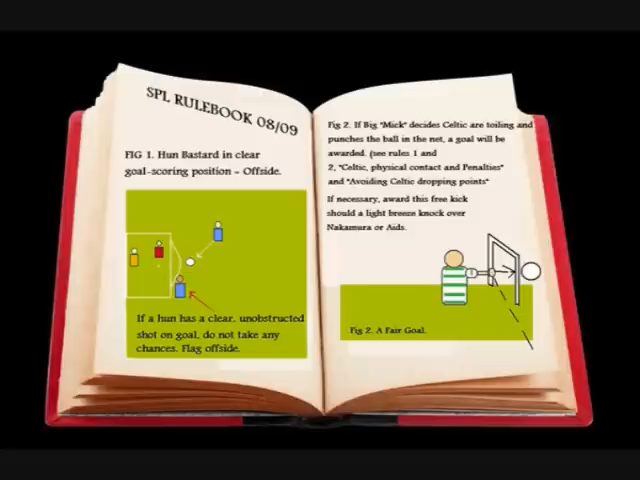 SPL RULEBOOK 08/09
FIG 1. Hun Bastard in clear
goal-scoring position - Offside.
If a hun has a clear, unobstructed
shot on goal, do not take any
chances. Flag offside.
Fig 2. If Big "Mick" decides Celtic are toiling and
punches the ball in the net, a goal will be
awarded. (see rules 1 and
2, "Celtic, physical contact and Penalties"
and "Avoiding Celtic dropping points"
If necessary, award this free kick
should a light breeze knock over
Nakamura or Aids.
Fig 2. A Fair Goal.